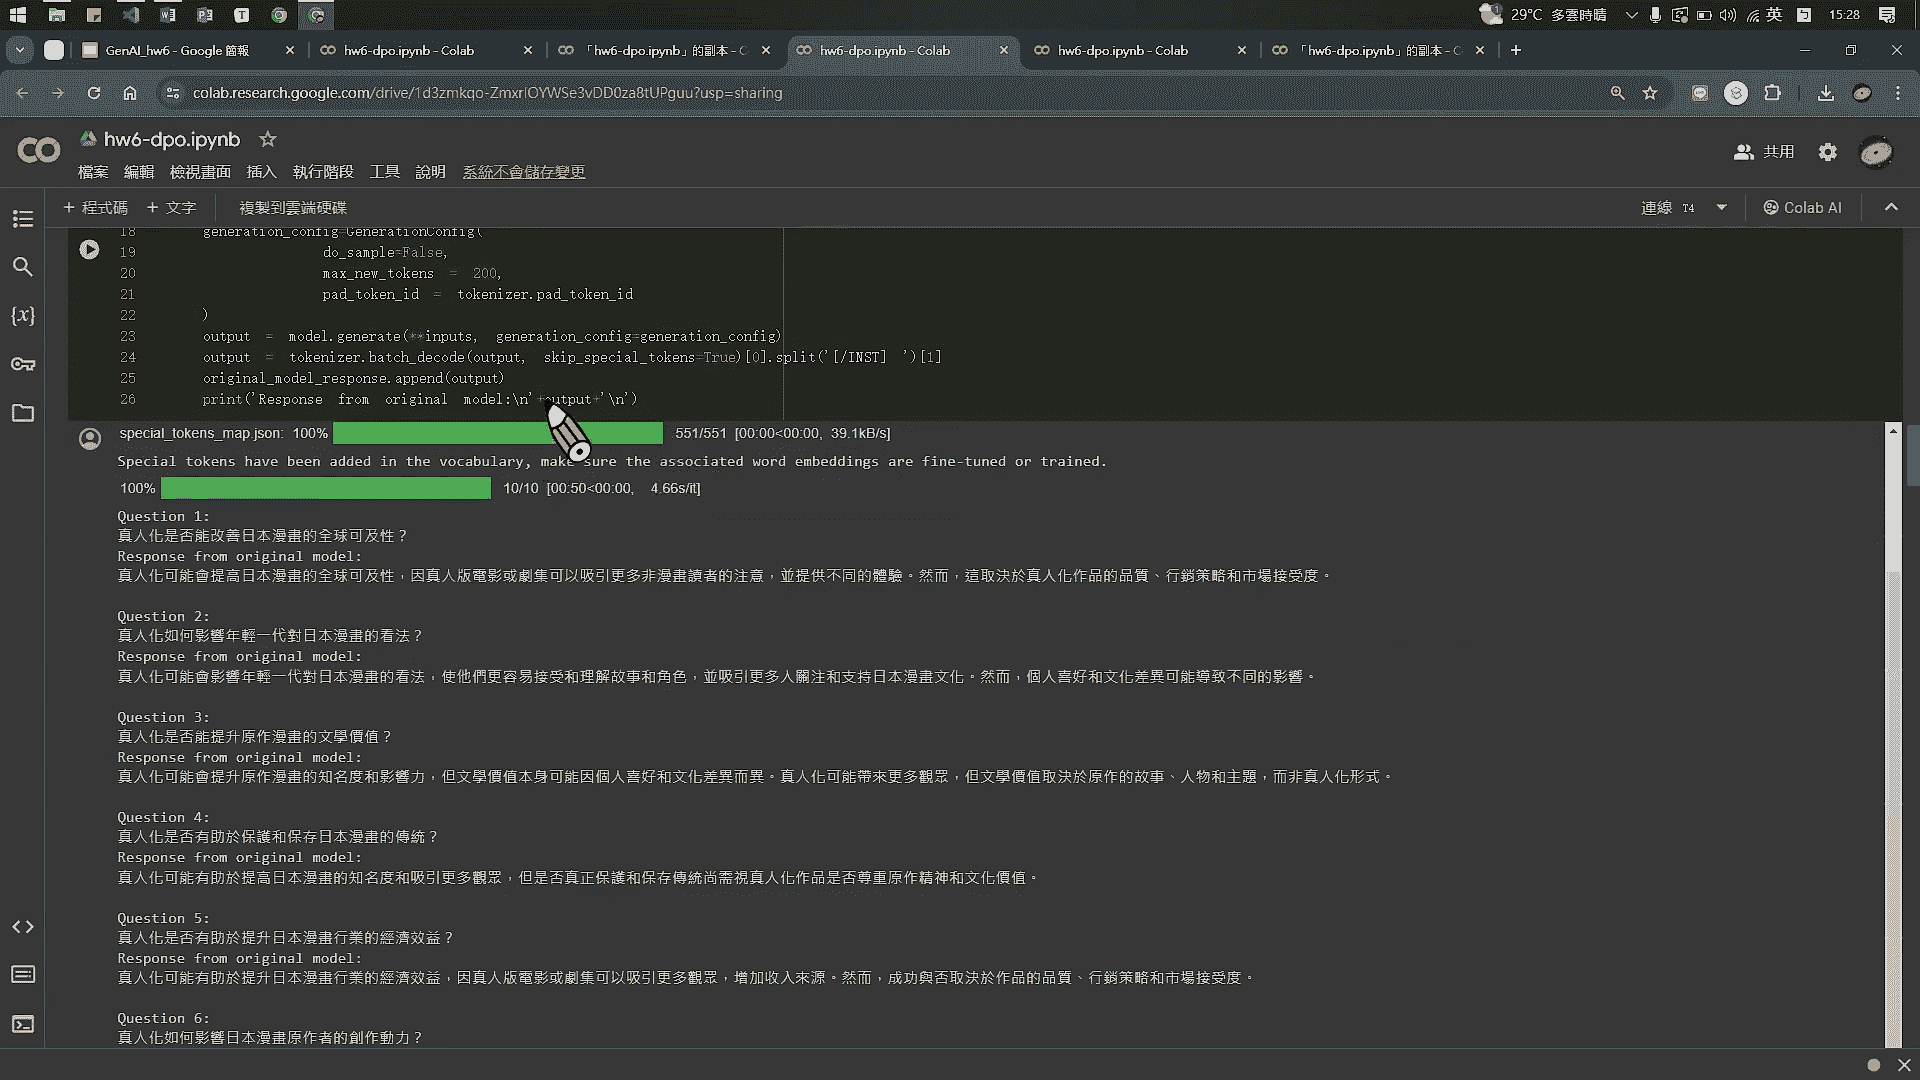 29°C 多雲時晴
英
15:28
GenAI_hw6 - Google 簡報
hw6-dpo.ipynb - Colab
「hw6-dpo.ipynb」的副本 - C
hw6-dpo.ipynb - Colab
hw6-dpo.ipynb - Colab
「hw6-dpo.ipynb」的副本 - C
hw6-dpo.ipynb
檔案 編輯 檢視畫面 插入 執行階段 工具 說明 系統不會儲存變更
共用
+ 程式碼 + 文字 複製到雲端硬碟
連線 T4
Colab AI
18 generation_config=GenerationConfig(
19 do_sample=False,
20 max_new_tokens = 200,
21 pad_token_id = tokenizer.pad_token_id
22 )
23 output = model.generate(**inputs, generation_config=generation_config)
24 output = tokenizer.batch_decode(output, skip_special_tokens=True)[0].split('[/INST] ')[1]
25 original_model_response.append(output)
26 print('Response from original model:\n'+output+'\n')
special_tokens_map.json: 100% 551/551 [00:00<00:00, 39.1kB/s]
Special tokens have been added in the vocabulary, make sure the associated word embeddings are fine-tuned or trained.
100% 10/10 [00:50<00:00, 4.66s/it]
Question 1:
真人化是否能改善日本漫畫的全球可及性？
Response from original model:
真人化可能會提高日本漫畫的全球可及性，因真人版電影或劇集可以吸引更多非漫畫讀者的注意，並提供不同的體驗。然而，這取決於真人化作品的品質、行銷策略和市場接受度。
Question 2:
真人化如何影響年輕一代對日本漫畫的看法？
Response from original model:
真人化可能會影響年輕一代對日本漫畫的看法，使他們更容易接受和理解故事和角色，並吸引更多人關注和支持日本漫畫文化。然而，個人喜好和文化差異可能導致不同的影響。
Question 3:
真人化是否能提升原作漫畫的文學價值？
Response from original model:
真人化可能會提升原作漫畫的知名度和影響力，但文學價值本身可能因個人喜好和文化差異而異。真人化可能帶來更多觀眾，但文學價值取決於原作的故事、人物和主題，而非真人化形式。
Question 4:
真人化是否有助於保護和保存日本漫畫的傳統？
Response from original model:
真人化可能有助於提高日本漫畫的知名度和吸引更多觀眾，但是否真正保護和保存傳統尚需視真人化作品是否尊重原作精神和文化價值。
Question 5:
真人化是否有助於提升日本漫畫行業的經濟效益？
Response from original model:
真人化可能有助於提升日本漫畫行業的經濟效益，因真人版電影或劇集可以吸引更多觀眾，增加收入來源。然而，成功與否取決於作品的品質、行銷策略和市場接受度。
Question 6:
真人化如何影響日本漫畫原作者的創作動力？